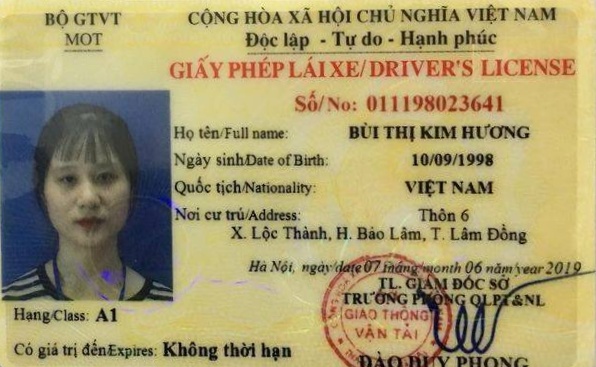 BỘ GTVT
MOT
CỘNG HÒA XÃ HỘI CHỦ NGHĨA VIỆT NAM
Độc lập - Tự do - Hạnh phúc
GIẤY PHÉP LÁI XE/ DRIVER'S LICENSE
Số/No: 011198023641
Họ tên/Full name: BÙI THỊ KIM HƯƠNG
Ngày sinh/Date of Birth: 10/09/1998
Quốc tịch/Nationality: VIỆT NAM
Nơi cư trú/Address: Thôn 6
X. Lộc Thành, H. Bảo Lâm, T. Lâm Đồng
Hà Nội, ngày/date 07 tháng/month 06 năm/year 2019
TL. GIÁM ĐỐC SỞ
TRƯỞNG PHÒNG QLPT&NL
GIAO THÔNG
VẬN TẢI
Hạng/Class: A1
Có giá trị đến/Expires: Không thời hạn
ĐÀO DUY PHONG